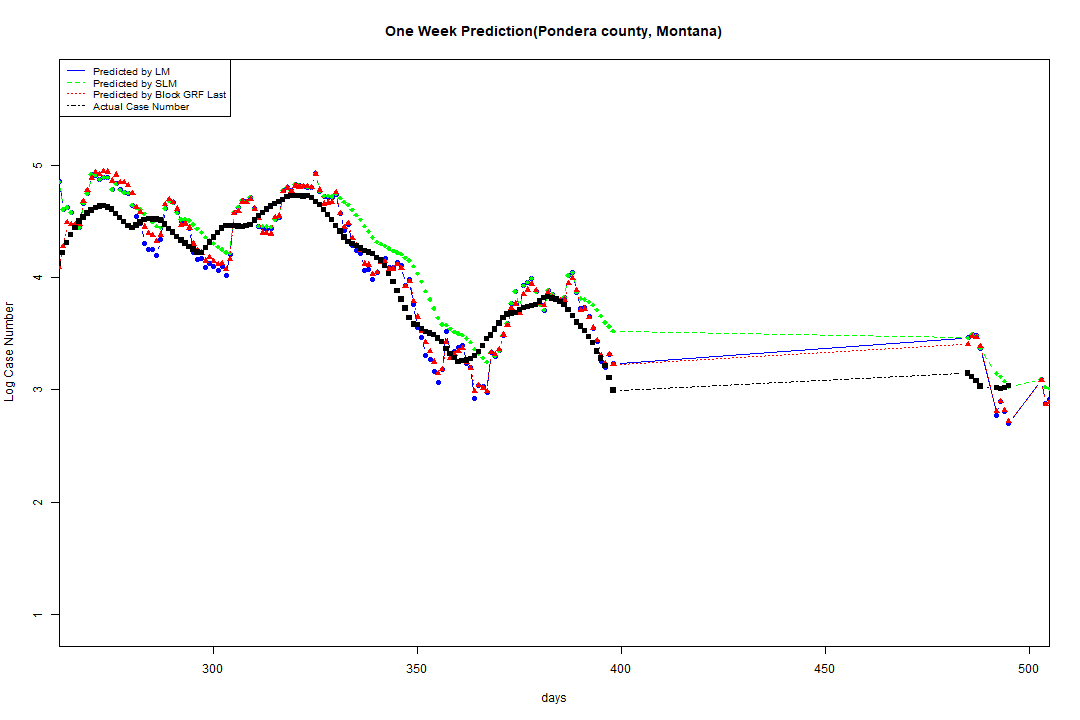 One Week Prediction(Pondera county, Montana)
Predicted by LM
Predicted by SLM
Predicted by Block GRF Last
Actual Case Number
5
4
3
2
1
Log Case Number
300
350
400
450
500
days